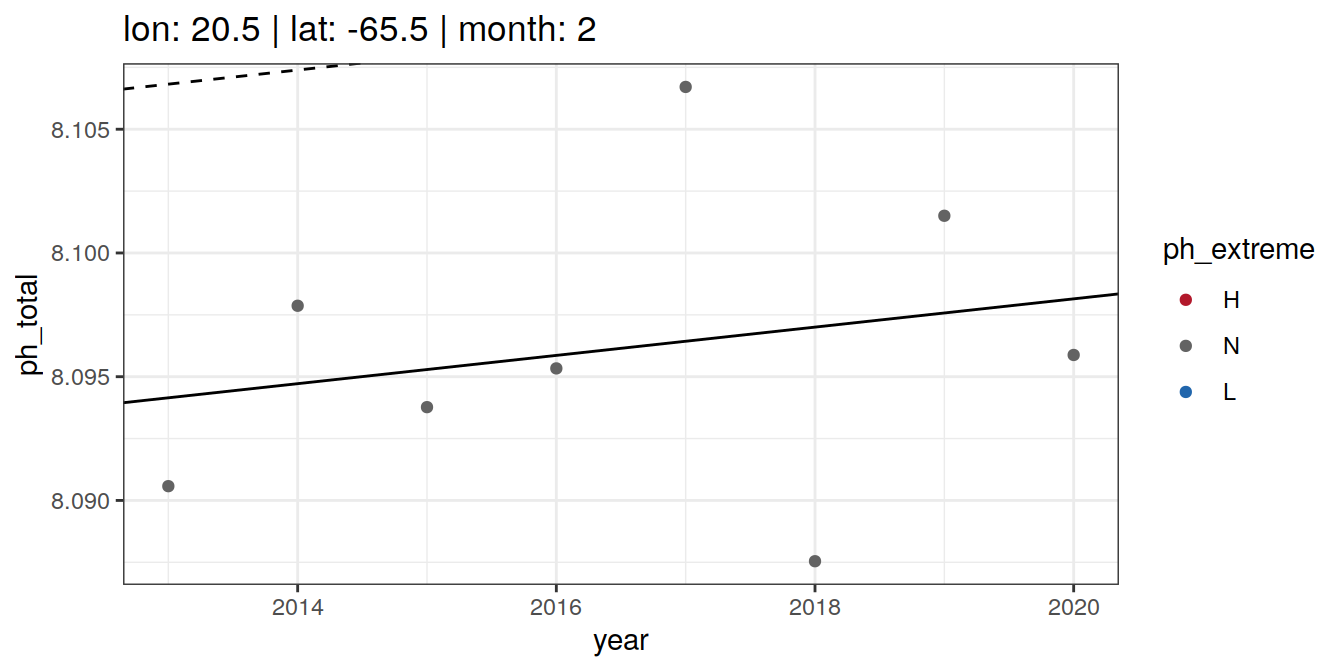 lon: 20.5 | lat: -65.5 | month: 2
8.105
8.100
8.095
8.090
ph_total
2014 2016 2018 2020
year
ph_extreme
H
N
L